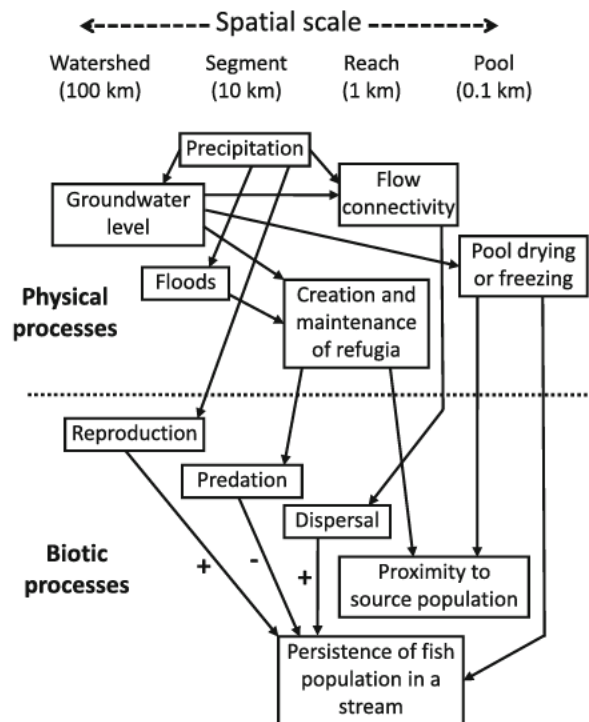 Spatial scale
Watershed
(100 km)
Segment
(10 km)
Reach
(1 km)
Pool
(0.1 km)
Precipitation
Flow
connectivity
Groundwater
level
Pool drying
or freezing
Floods
Creation and
maintenance
of refugia
Physical
processes
Reproduction
Predation
Dispersal
Biotic
processes
+
-
+
Proximity to
source population
Persistence of fish
population in a
stream